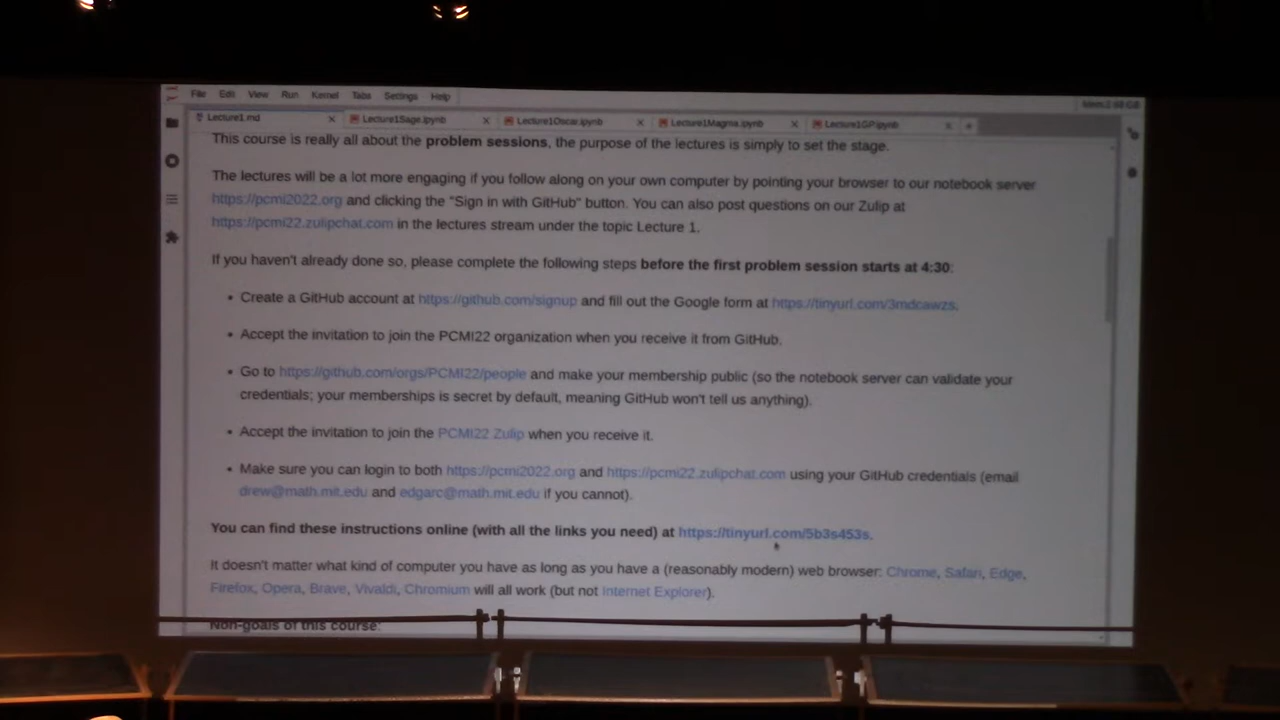 File Edit View Run Kernel Tabs Settings Help
Lecture1.md Lecture1Sage.ipynb Lecture1Oscar.ipynb Lecture1Magma.ipynb Lecture1GP.ipynb
This course is really all about the problem sessions, the purpose of the lectures is simply to set the stage.
The lectures will be a lot more engaging if you follow along on your own computer by pointing your browser to our notebook server
https://pcmi2022.org and clicking the "Sign in with GitHub" button. You can also post questions on our Zulip at
https://pcmi22.zulipchat.com in the lectures stream under the topic Lecture 1.
If you haven't already done so, please complete the following steps before the first problem session starts at 4:30:
• Create a GitHub account at https://github.com/signup and fill out the Google form at https://tinyurl.com/3mdcawzs.
• Accept the invitation to join the PCMI22 organization when you receive it from GitHub.
• Go to https://github.com/orgs/PCMI22/people and make your membership public (so the notebook server can validate your
credentials; your memberships is secret by default, meaning GitHub won't tell us anything).
• Accept the invitation to join the PCMI22 Zulip when you receive it.
• Make sure you can login to both https://pcmi2022.org and https://pcmi22.zulipchat.com using your GitHub credentials (email
drew@math.mit.edu and edgarc@math.mit.edu if you cannot).
You can find these instructions online (with all the links you need) at https://tinyurl.com/5b3s453s.
It doesn't matter what kind of computer you have as long as you have a (reasonably modern) web browser: Chrome, Safari, Edge,
Firefox, Opera, Brave, Vivaldi, Chromium will all work (but not Internet Explorer).
Non-goals of this course: